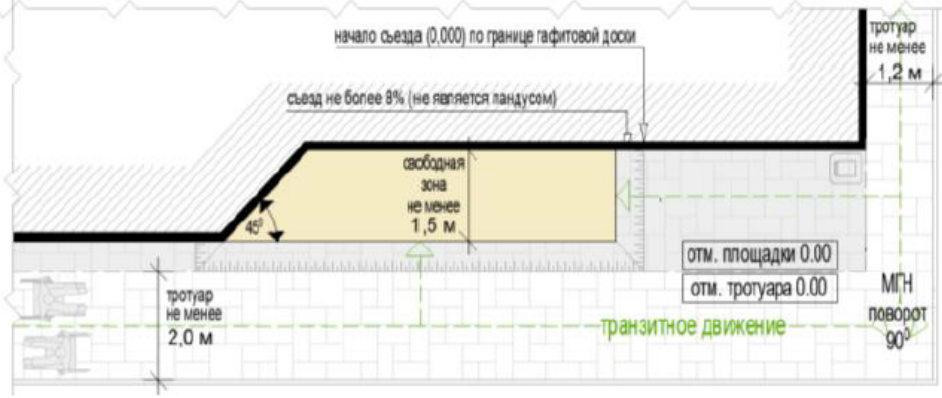 начало съезда (0,000) по границе гафитовой доски
тротуар
не менее
1,2 м
съезд не более 8% (не является пандусом)
свободная
зона
не менее
1,5 м
45⁰
отм. площадки 0.00
отм. тротуара 0.00
МГН
поворот
90⁰
тротуар
не менее
2,0 м
транзитное движение